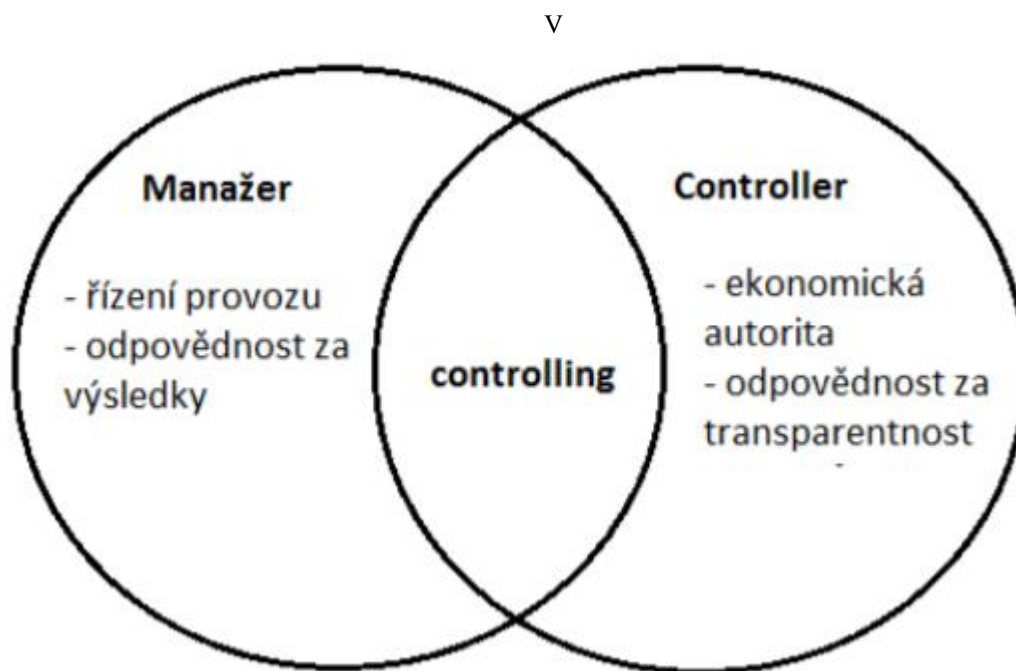 V
Manažer
- řízení provozu
- odpovědnost za
výsledky
controlling
Controller
- ekonomická
autorita
- odpovědnost za
transparentnost